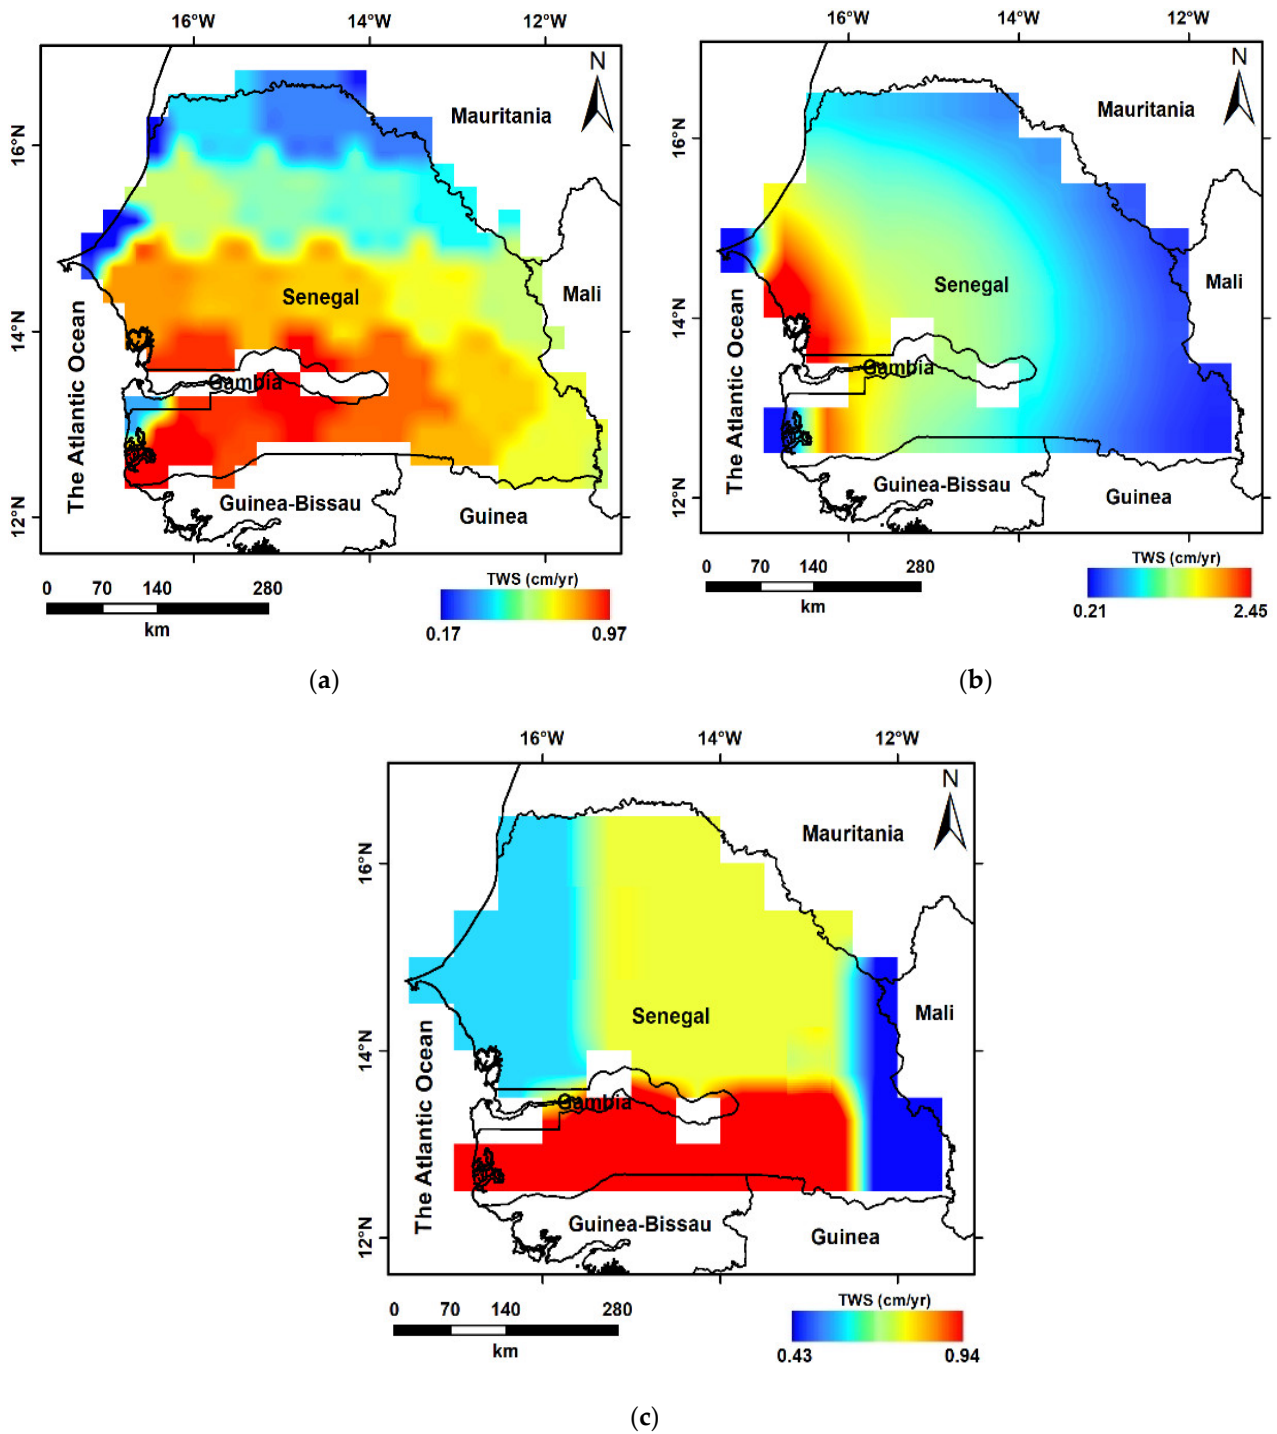 16°W 14°W 12°W
N
Mauritania
16°N
Senegal
Mali
14°N
The Atlantic Ocean
Gambia
Guinea-Bissau
Guinea
12°N
0 70 140 280
km
TWS (cm/yr)
0.17 0.97
(a)
16°W 14°W 12°W
N
Mauritania
16°N
Senegal
Mali
14°N
The Atlantic Ocean
Gambia
Guinea-Bissau
Guinea
12°N
0 70 140 280
km
TWS (cm/yr)
0.21 2.45
(b)
16°W 14°W 12°W
N
Mauritania
16°N
Senegal
Mali
14°N
The Atlantic Ocean
Gambia
Guinea-Bissau
Guinea
12°N
0 70 140 280
km
TWS (cm/yr)
0.43 0.94
(c)